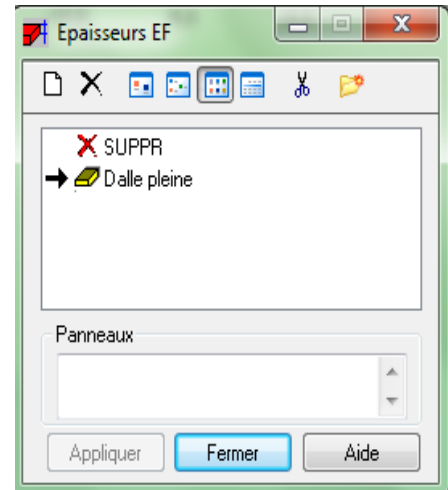 Epaisseurs EF
SUPPR
Dalle pleine
Panneaux
Appliquer Fermer Aide